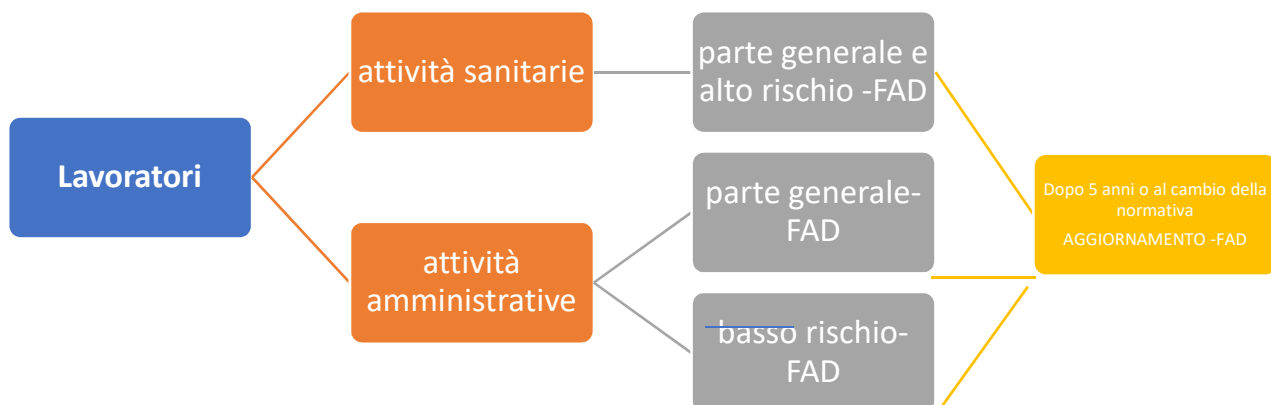 Lavoratori
attività sanitarie
attività
amministrative
parte generale e
alto rischio -FAD
parte generale-
FAD
basso rischio-
FAD
Dopo 5 anni o al cambio della
normativa
AGGIORNAMENTO -FAD